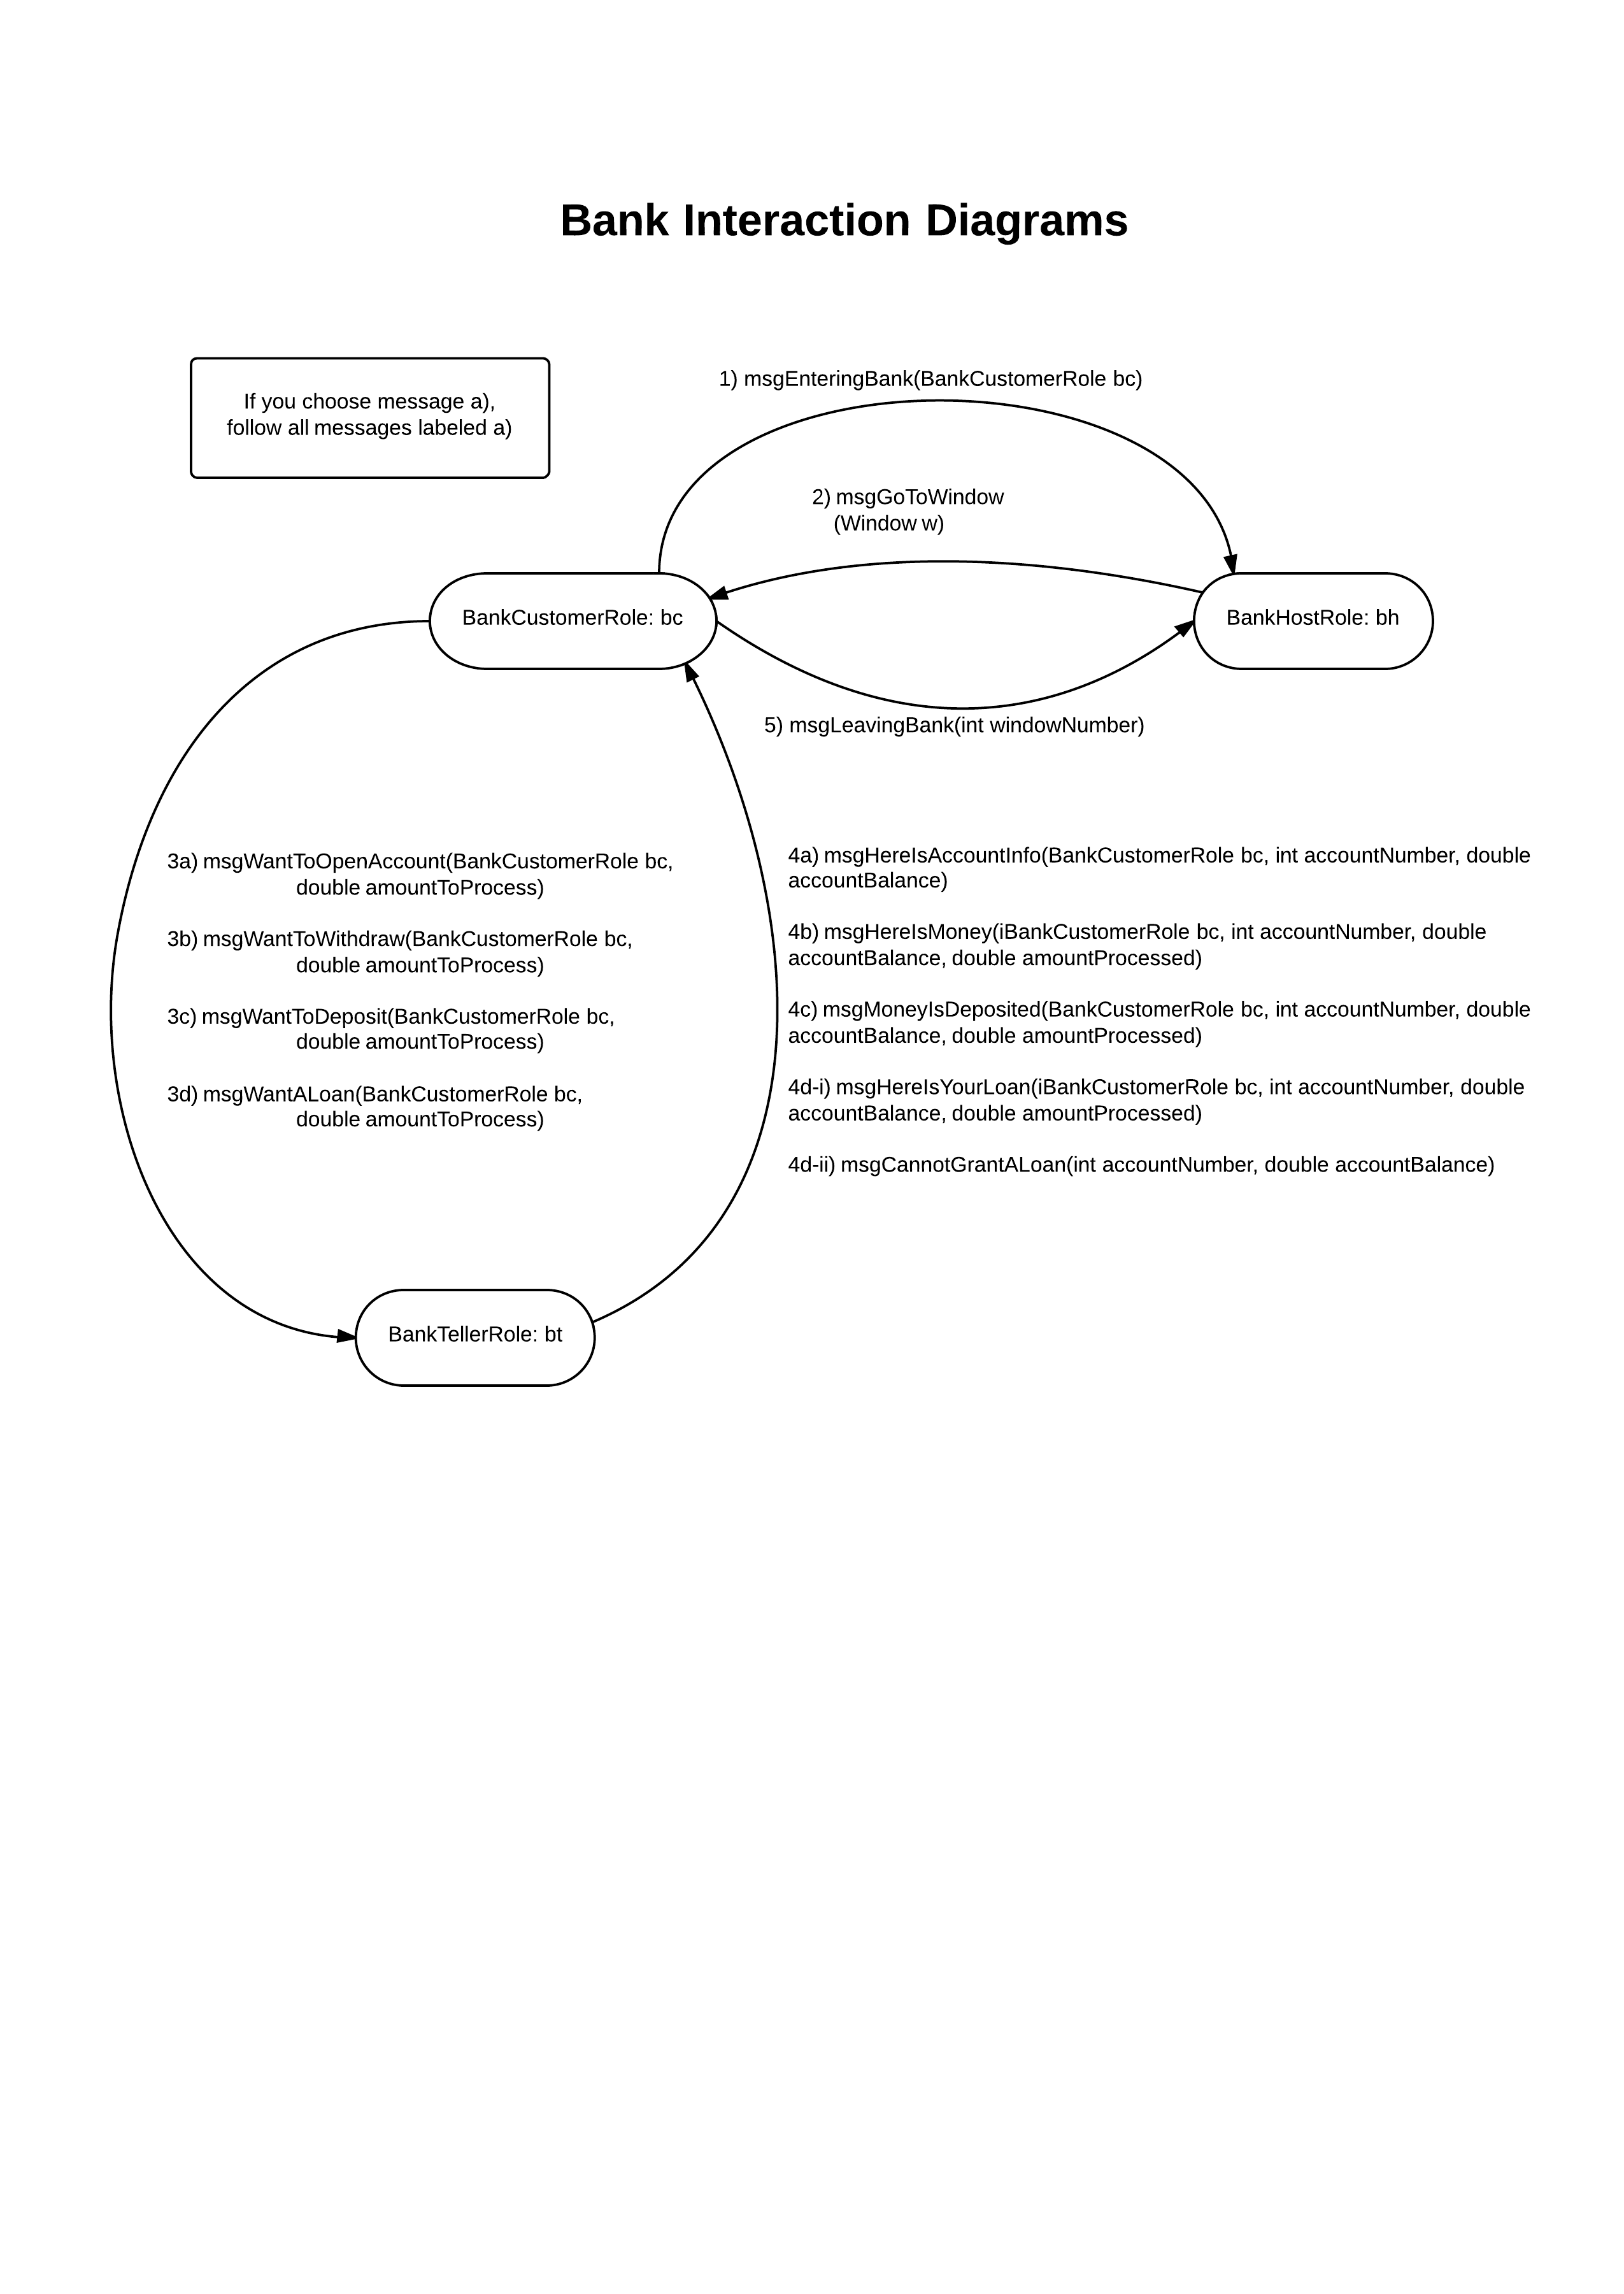 Bank Interaction Diagrams
If you choose message a),
follow all messages labeled a)
1) msgEnteringBank(BankCustomerRole bc)
2) msgGoToWindow
(Window w)
BankCustomerRole: bc
BankHostRole: bh
5) msgLeavingBank(int windowNumber)
3a) msgWantToOpenAccount(BankCustomerRole bc,
double amountToProcess)
3b) msgWantToWithdraw(BankCustomerRole bc,
double amountToProcess)
3c) msgWantToDeposit(BankCustomerRole bc,
double amountToProcess)
3d) msgWantALoan(BankCustomerRole bc,
double amountToProcess)
4a) msgHereIsAccountInfo(BankCustomerRole bc, int accountNumber, double
accountBalance)
4b) msgHereIsMoney(iBankCustomerRole bc, int accountNumber, double
accountBalance, double amountProcessed)
4c) msgMoneyIsDeposited(BankCustomerRole bc, int accountNumber, double
accountBalance, double amountProcessed)
4d-i) msgHereIsYourLoan(iBankCustomerRole bc, int accountNumber, double
accountBalance, double amountProcessed)
4d-ii) msgCannotGrantALoan(int accountNumber, double accountBalance)
BankTellerRole: bt